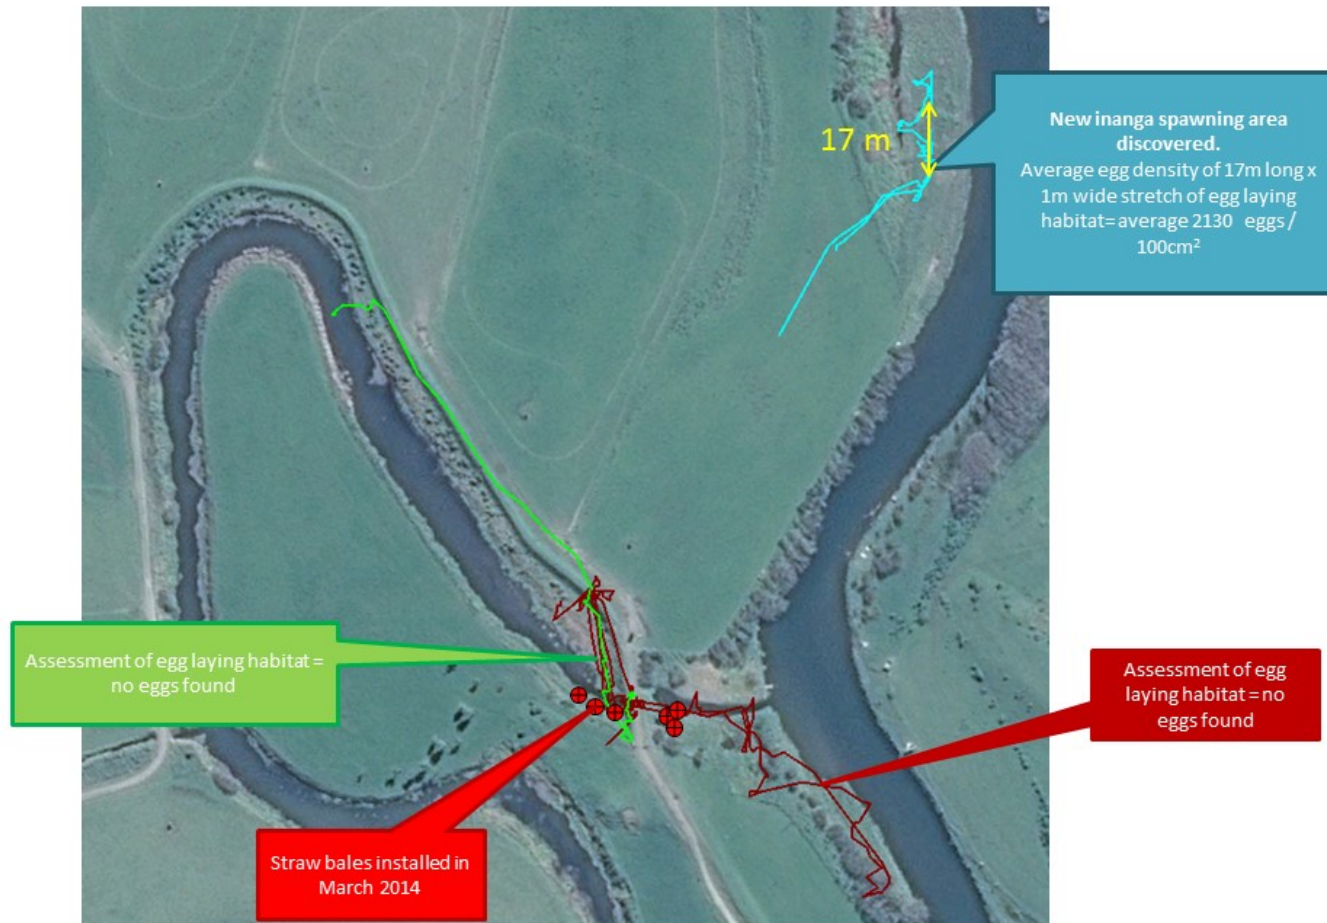 17 m
New inanga spawning area
discovered.
Average egg density of 17m long x
1m wide stretch of egg laying
habitat= average 2130 eggs /
100cm²
Assessment of egg laying habitat =
no eggs found
Assessment of egg
laying habitat = no
eggs found
Straw bales installed in
March 2014